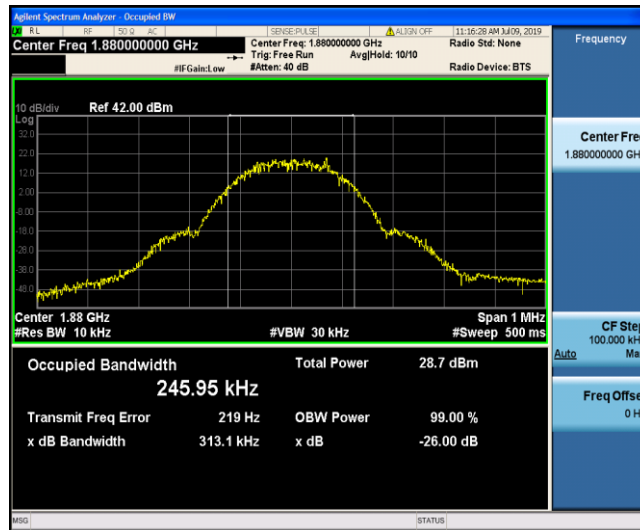 Agilent Spectrum Analyzer - Occupied BW
RL RF 50 Ω AC SENSE:PULSE ALIGN OFF 11:16:28 AM Jul 09, 2019
Center Freq 1.880000000 GHz
Center Freq: 1.880000000 GHz
Radio Std: None
Trig: Free Run Avg|Hold: 10/10
#IFGain:Low #Atten: 40 dB Radio Device: BTS
10 dB/div Ref 42.00 dBm
Log
32.0
22.0
12.0
2.00
-8.00
-18.0
-28.0
-38.0
-48.0
Center 1.88 GHz Span 1 MHz
#Res BW 10 kHz #VBW 30 kHz #Sweep 500 ms
Occupied Bandwidth Total Power 28.7 dBm
245.95 kHz
Transmit Freq Error 219 Hz OBW Power 99.00 %
x dB Bandwidth 313.1 kHz x dB -26.00 dB
MSG STATUS
Frequency
Center Fre
1.880000000 GH
CF Step
100.000 kH
Auto Ma
Freq Offse
0 H